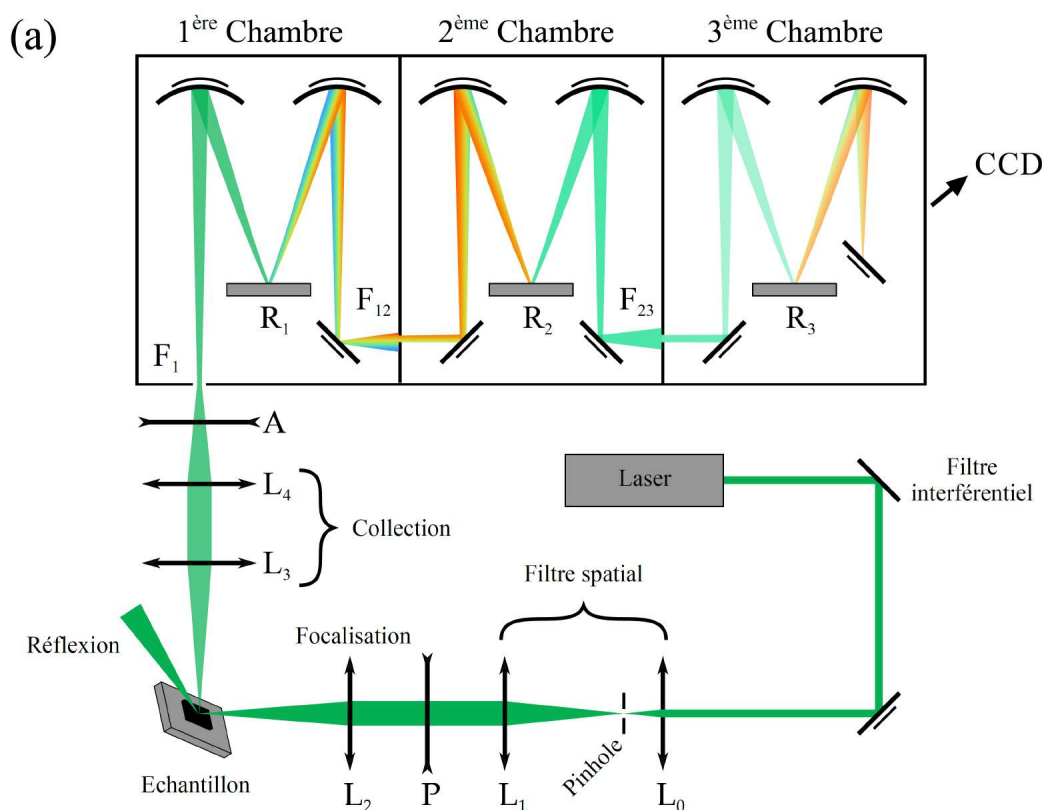 (a)
1ère Chambre
2ème Chambre
3ème Chambre
CCD
R1
F12
R2
F23
R3
F1
A
L4
Collection
L3
Laser
Filtre
interférentiel
Filtre spatial
Réflexion
Focalisation
Pinhole
Echantillon
L2
P
L1
L0